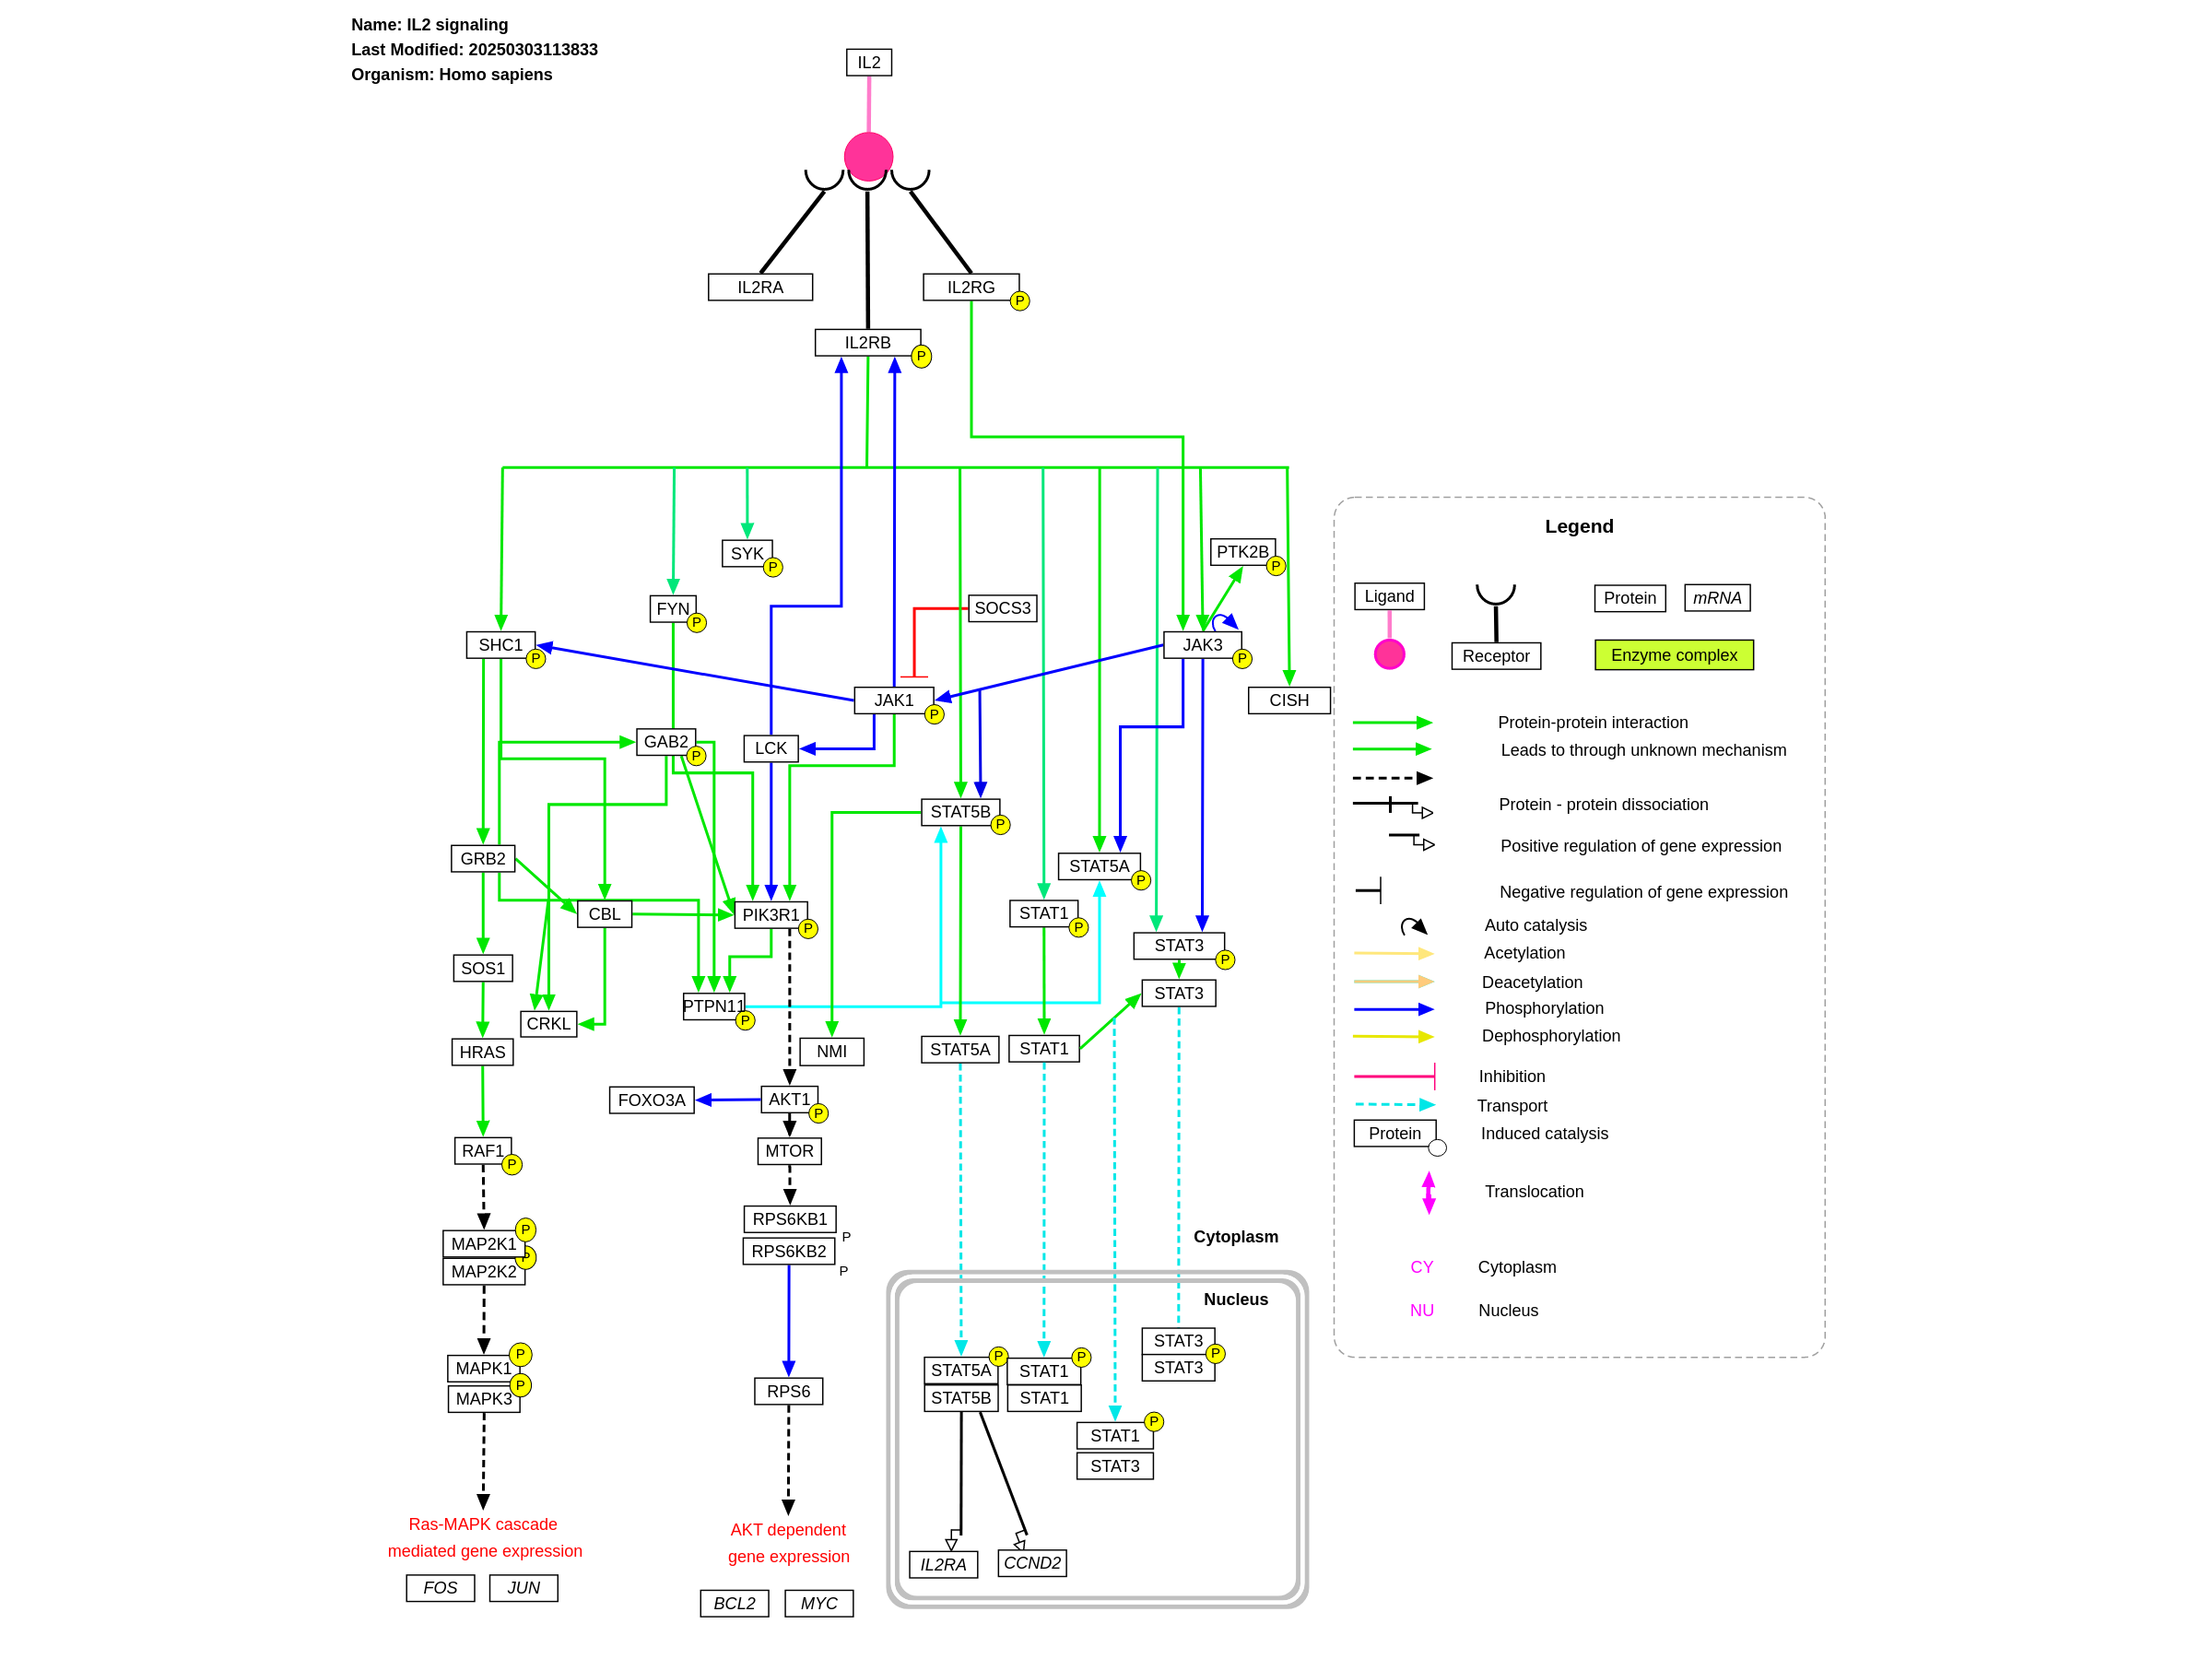 Name: IL2 signaling
Last Modified: 20250303113833
Organism: Homo sapiens
IL2
IL2RA
IL2RG
P
IL2RB
P
SYK
P
PTK2B
P
FYN
P
SOCS3
SHC1
P
JAK3
P
JAK1
P
CISH
GAB2
P
LCK
STAT5B
P
GRB2
STAT5A
P
CBL
PIK3R1
P
STAT1
P
STAT3
P
SOS1
STAT3
PTPN11
P
CRKL
HRAS
NMI
STAT5A
STAT1
FOXO3A
AKT1
P
RAF1
P
MTOR
RPS6KB1
P
RPS6KB2
P
MAP2K1
P
MAP2K2
P
Cytoplasm
Nucleus
MAPK1
P
MAPK3
P
RPS6
STAT5A
P
STAT5B
STAT1
P
STAT1
STAT3
P
STAT3
STAT1
P
STAT3
Ras-MAPK cascade
mediated gene expression
FOS
JUN
AKT dependent
gene expression
BCL2
MYC
IL2RA
CCND2
Legend
Ligand
Receptor
Protein
mRNA
Enzyme complex
Protein-protein interaction
Leads to through unknown mechanism
Protein - protein dissociation
Positive regulation of gene expression
Negative regulation of gene expression
Auto catalysis
Acetylation
Deacetylation
Phosphorylation
Dephosphorylation
Inhibition
Transport
Protein
Induced catalysis
Translocation
CY
Cytoplasm
NU
Nucleus